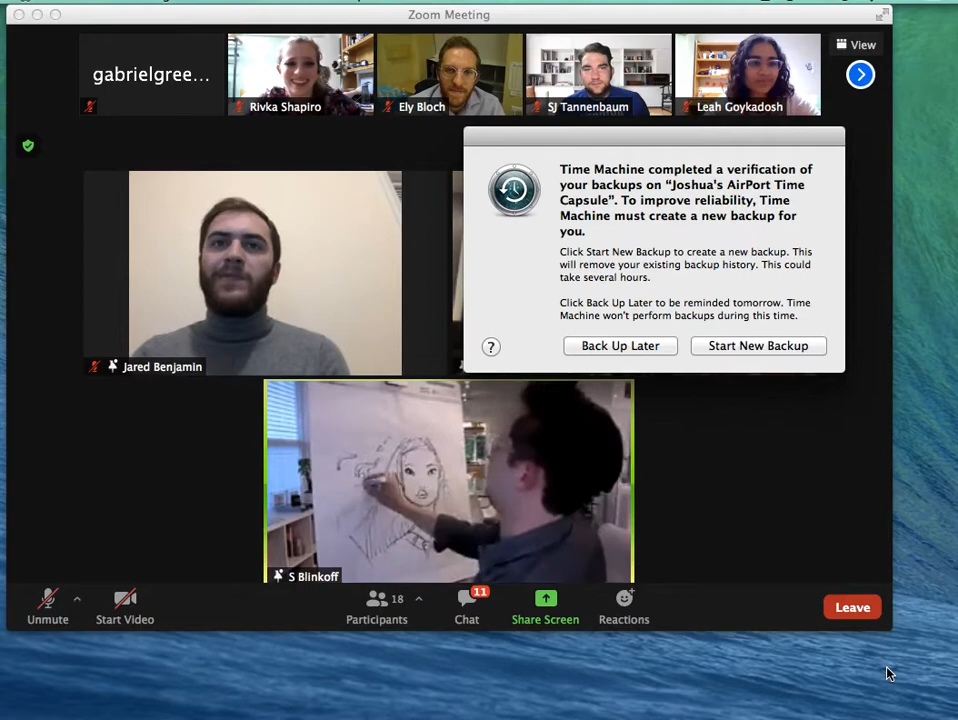 Zoom Meeting
gabrielgree...
Rivka Shapiro
Ely Bloch
SJ Tannenbaum
Leah Goykadosh
View
Time Machine completed a verification of
your backups on “Joshua’s AirPort Time
Capsule”. To improve reliability, Time
Machine must create a new backup for
you.
Click Start New Backup to create a new backup. This
will remove your existing backup history. This could
take several hours.
Click Back Up Later to be reminded tomorrow. Time
Machine won’t perform backups during this time.
?
Back Up Later
Start New Backup
Jared Benjamin
S Blinkoff
Unmute
Start Video
18
Participants
11
Chat
Share Screen
Reactions
Leave